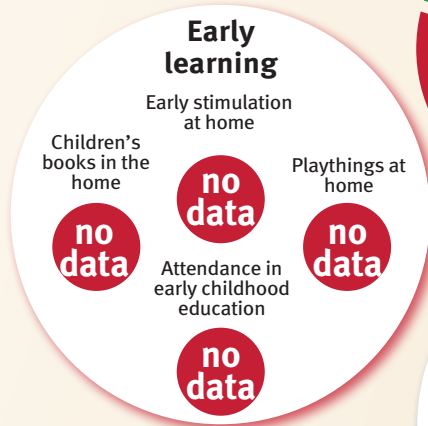 Early
learning
Early stimulation
at home
no
data
Children’s
books in the
home
no
data
Playthings at
home
no
data
Attendance in
early childhood
education
no
data